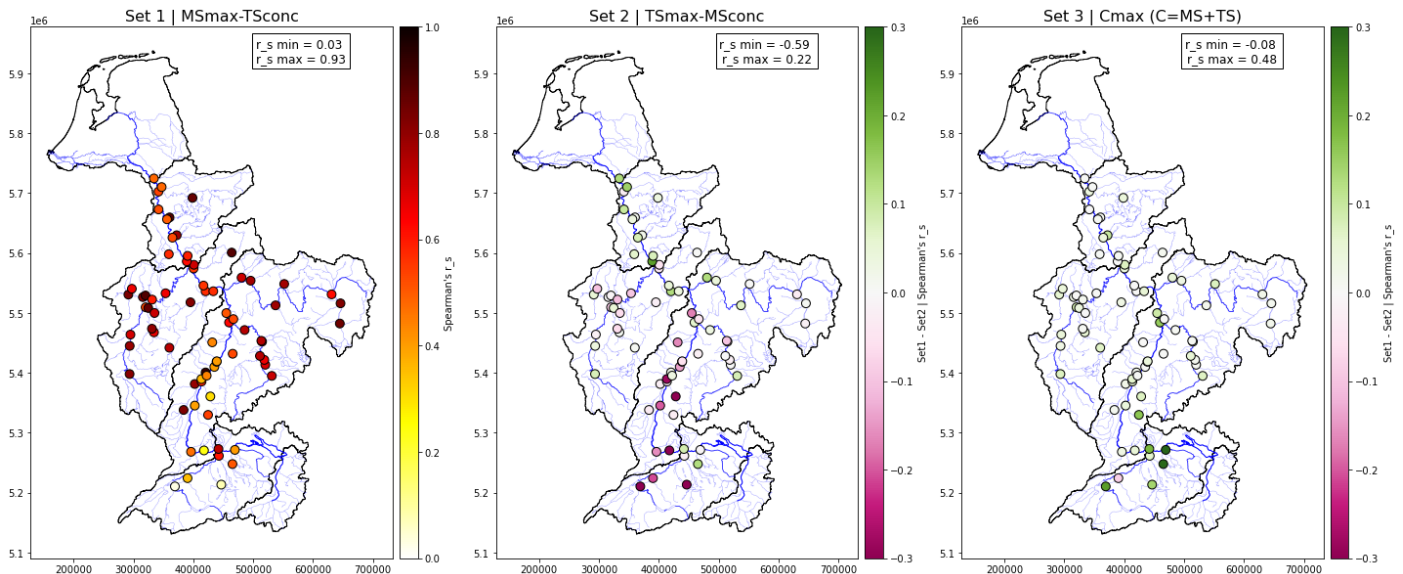 Set 1 | MSmax-TSconc
1e6
r_s min = 0.03
r_s max = 0.93
5.9
5.8
5.7
5.6
5.5
5.4
5.3
5.2
5.1
200000 300000 400000 500000 600000 700000
1.0
0.8
0.6
0.4
0.2
0.0
Spearman's r_s
Set 2 | TSmax-MSconc
1e6
r_s min = -0.59
r_s max = 0.22
5.9
5.8
5.7
5.6
5.5
5.4
5.3
5.2
5.1
200000 300000 400000 500000 600000 700000
0.3
0.2
0.1
0.0
−0.1
−0.2
−0.3
Set1 - Set2 | Spearman's r_s
Set 3 | Cmax (C=MS+TS)
1e6
r_s min = -0.08
r_s max = 0.48
5.9
5.8
5.7
5.6
5.5
5.4
5.3
5.2
5.1
200000 300000 400000 500000 600000 700000
0.3
0.2
0.1
0.0
−0.1
−0.2
−0.3
Set1 - Set3 | Spearman's r_s